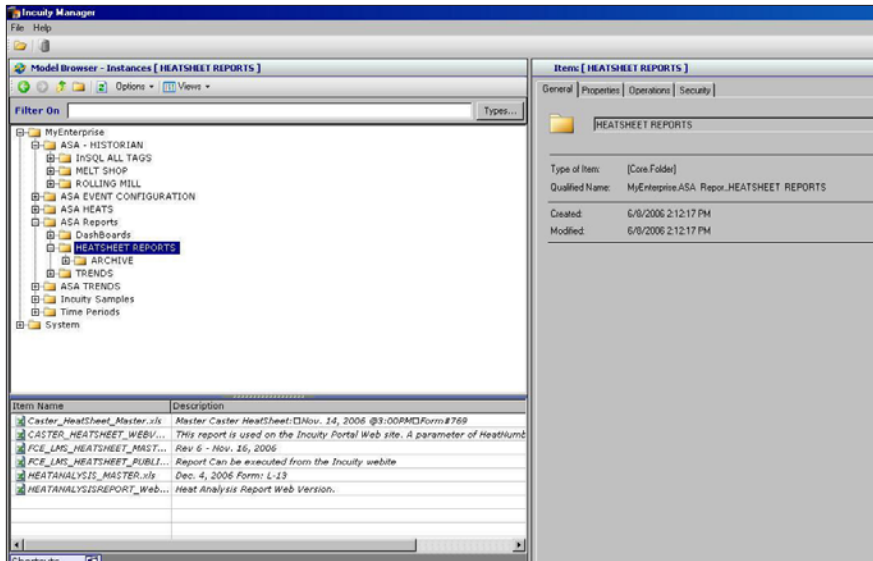 Incuity Manager
File Help
Model Browser - Instances [ HEATSHEET REPORTS ]
Options Views
Filter On Types...
MyEnterprise
ASA - HISTORIAN
InSQL ALL TAGS
MELT SHOP
ROLLING MILL
ASA EVENT CONFIGURATION
ASA HEATS
ASA Reports
DashBoards
HEATSHEET REPORTS
ARCHIVE
TRENDS
ASA TRENDS
Incuity Samples
Time Periods
System
Item Name Description
Caster_HeatSheet_Master.xls Master Caster HeatSheet:□Nov. 14, 2006 @3:00PM□Form#769
CASTER_HEATSHEET_WEBV... THis report is used on the Incuity Portal Web site. A parameter of HeatNumb
FCE_LMS_HEATSHEET_MAST... Rev 6 - Nov. 16, 2006
FCE_LMS_HEATSHEET_PUBLI... Report Can be executed from the Incuity webite
HEATANALYSIS_MASTER.xls Dec. 4, 2006 Form: L-13
HEATANALYSISREPORT_Web... Heat Analysis Report Web Version.
Shortcuts
Item: [ HEATSHEET REPORTS ]
General Properties Operations Security
HEATSHEET REPORTS
Type of Item: [Core.Folder]
Qualified Name: MyEnterprise.ASA Repor..HEATSHEET REPORTS
Created: 6/8/2006 2:12:17 PM
Modified: 6/8/2006 2:12:17 PM